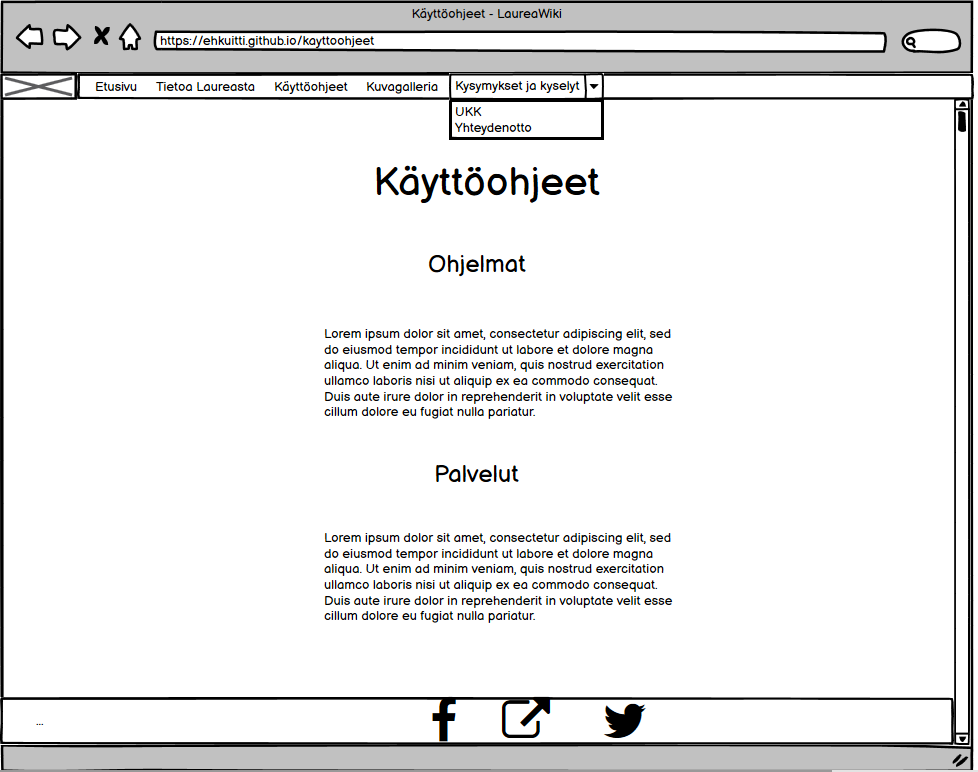 Käyttöohjeet - LaureaWiki
https://ehkuitti.github.io/kayttoohjeet
Etusivu Tietoa Laureasta Käyttöohjeet Kuvagalleria Kysymykset ja kyselyt
UKK
Yhteydenotto
Käyttöohjeet
Ohjelmat
Lorem ipsum dolor sit amet, consectetur adipiscing elit, sed
do eiusmod tempor incididunt ut labore et dolore magna
aliqua. Ut enim ad minim veniam, quis nostrud exercitation
ullamco laboris nisi ut aliquip ex ea commodo consequat.
Duis aute irure dolor in reprehenderit in voluptate velit esse
cillum dolore eu fugiat nulla pariatur.
Palvelut
Lorem ipsum dolor sit amet, consectetur adipiscing elit, sed
do eiusmod tempor incididunt ut labore et dolore magna
aliqua. Ut enim ad minim veniam, quis nostrud exercitation
ullamco laboris nisi ut aliquip ex ea commodo consequat.
Duis aute irure dolor in reprehenderit in voluptate velit esse
cillum dolore eu fugiat nulla pariatur.
...